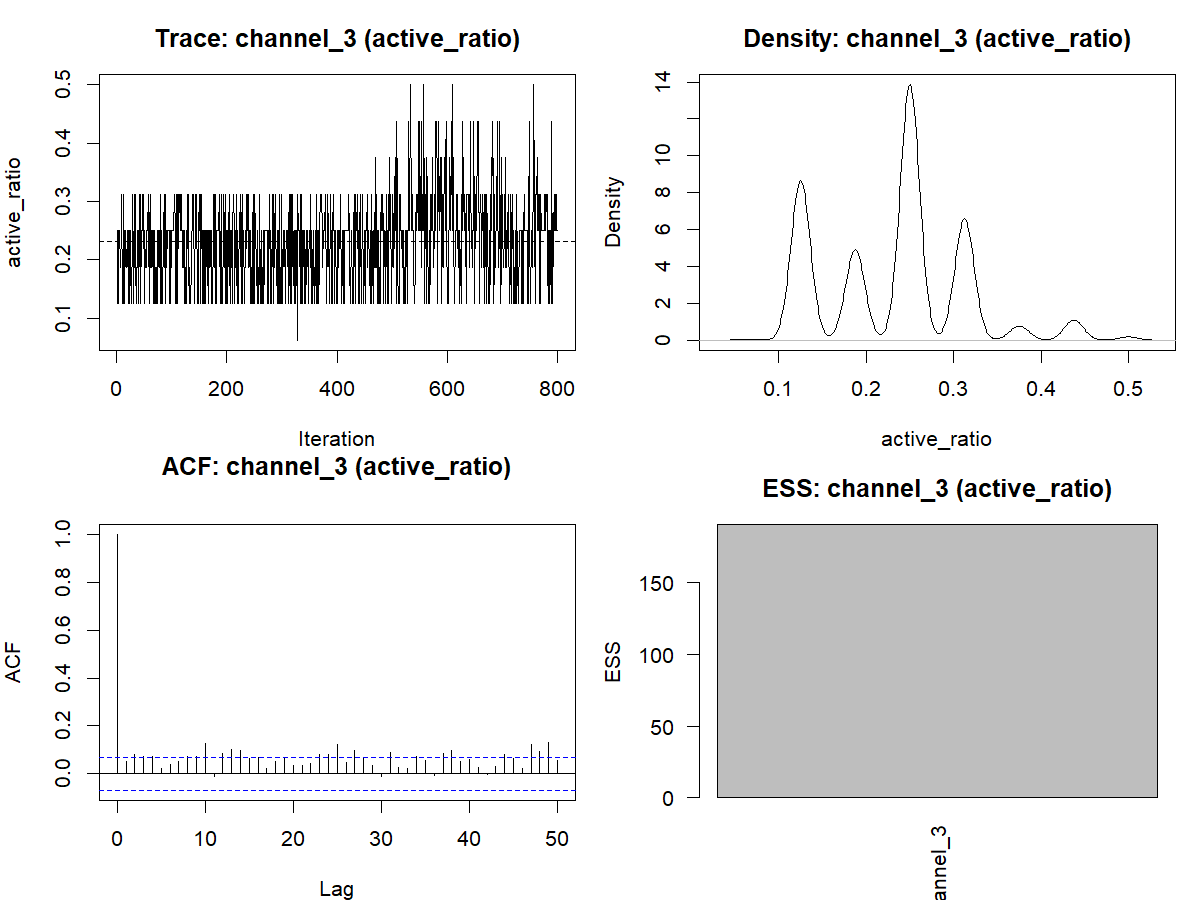 Trace: channel_3 (active_ratio)
active_ratio
0.5
0.4
0.3
0.2
0.1
0 200 400 600 800
Iteration
Density: channel_3 (active_ratio)
Density
14
10
8
6
4
2
0
0.1 0.2 0.3 0.4 0.5
active_ratio
ACF: channel_3 (active_ratio)
ACF
1.0
0.8
0.6
0.4
0.2
0.0
0 10 20 30 40 50
Lag
ESS: channel_3 (active_ratio)
ESS
150
100
50
0
annel_3